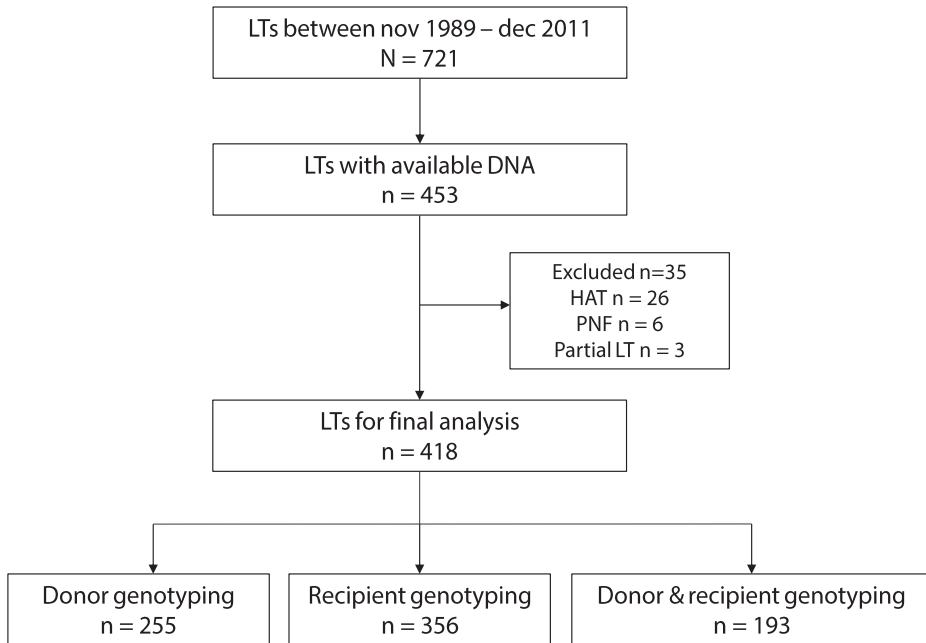 LTs between nov 1989 – dec 2011
N = 721
LTs with available DNA
n = 453
Excluded n=35
HAT n = 26
PNF n = 6
Partial LT n = 3
LTs for final analysis
n = 418
Donor genotyping
n = 255
Recipient genotyping
n = 356
Donor & recipient genotyping
n = 193